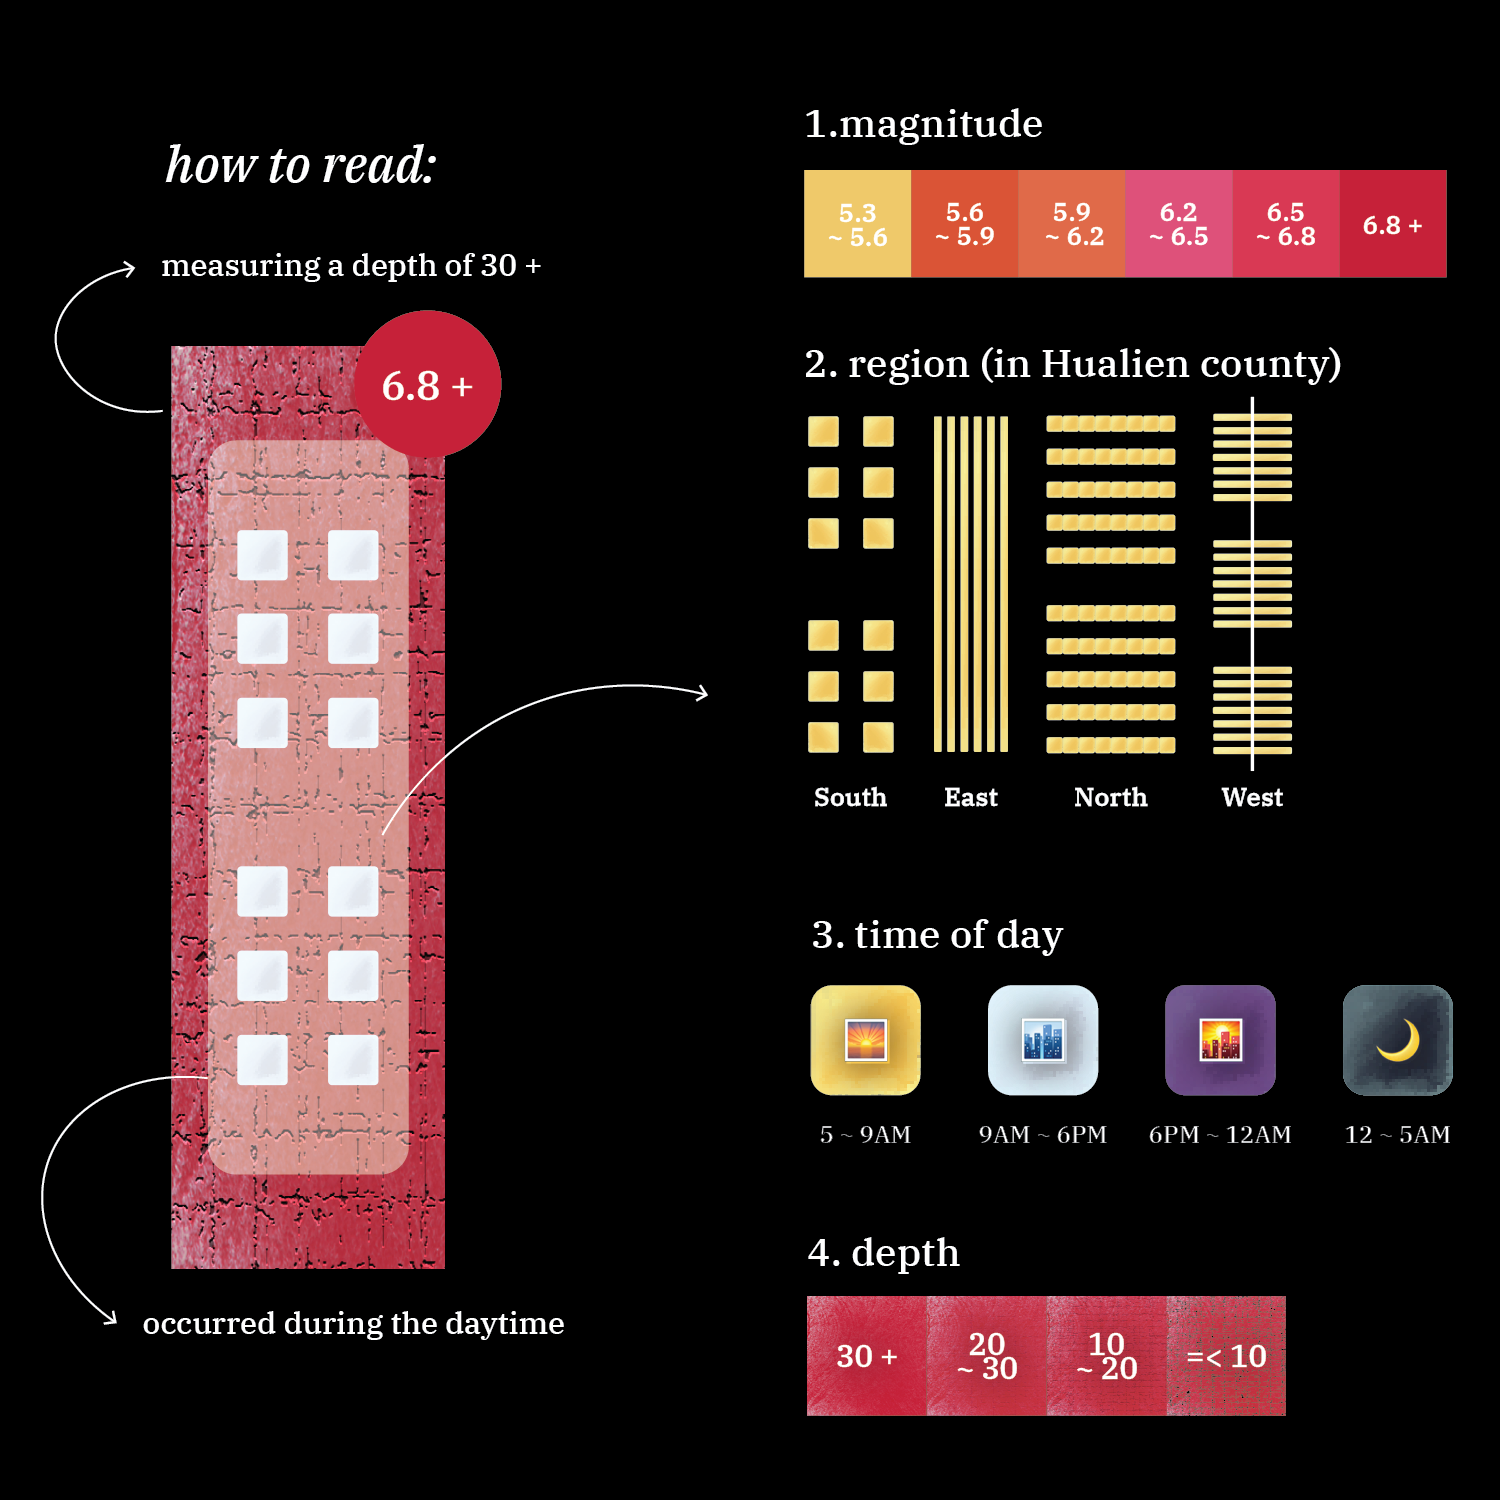 how to read:
measuring a depth of 30 +
6.8 +
occurred during the daytime
1.magnitude
5.3
~ 5.6
5.6
~ 5.9
5.9
~ 6.2
6.2
~ 6.5
6.5
~ 6.8
6.8 +
2. region (in Hualien county)
South
East
North
West
3. time of day
5 ~ 9AM
9AM ~ 6PM
6PM ~ 12AM
12 ~ 5AM
4. depth
30 +
20
~ 30
10
~ 20
=< 10